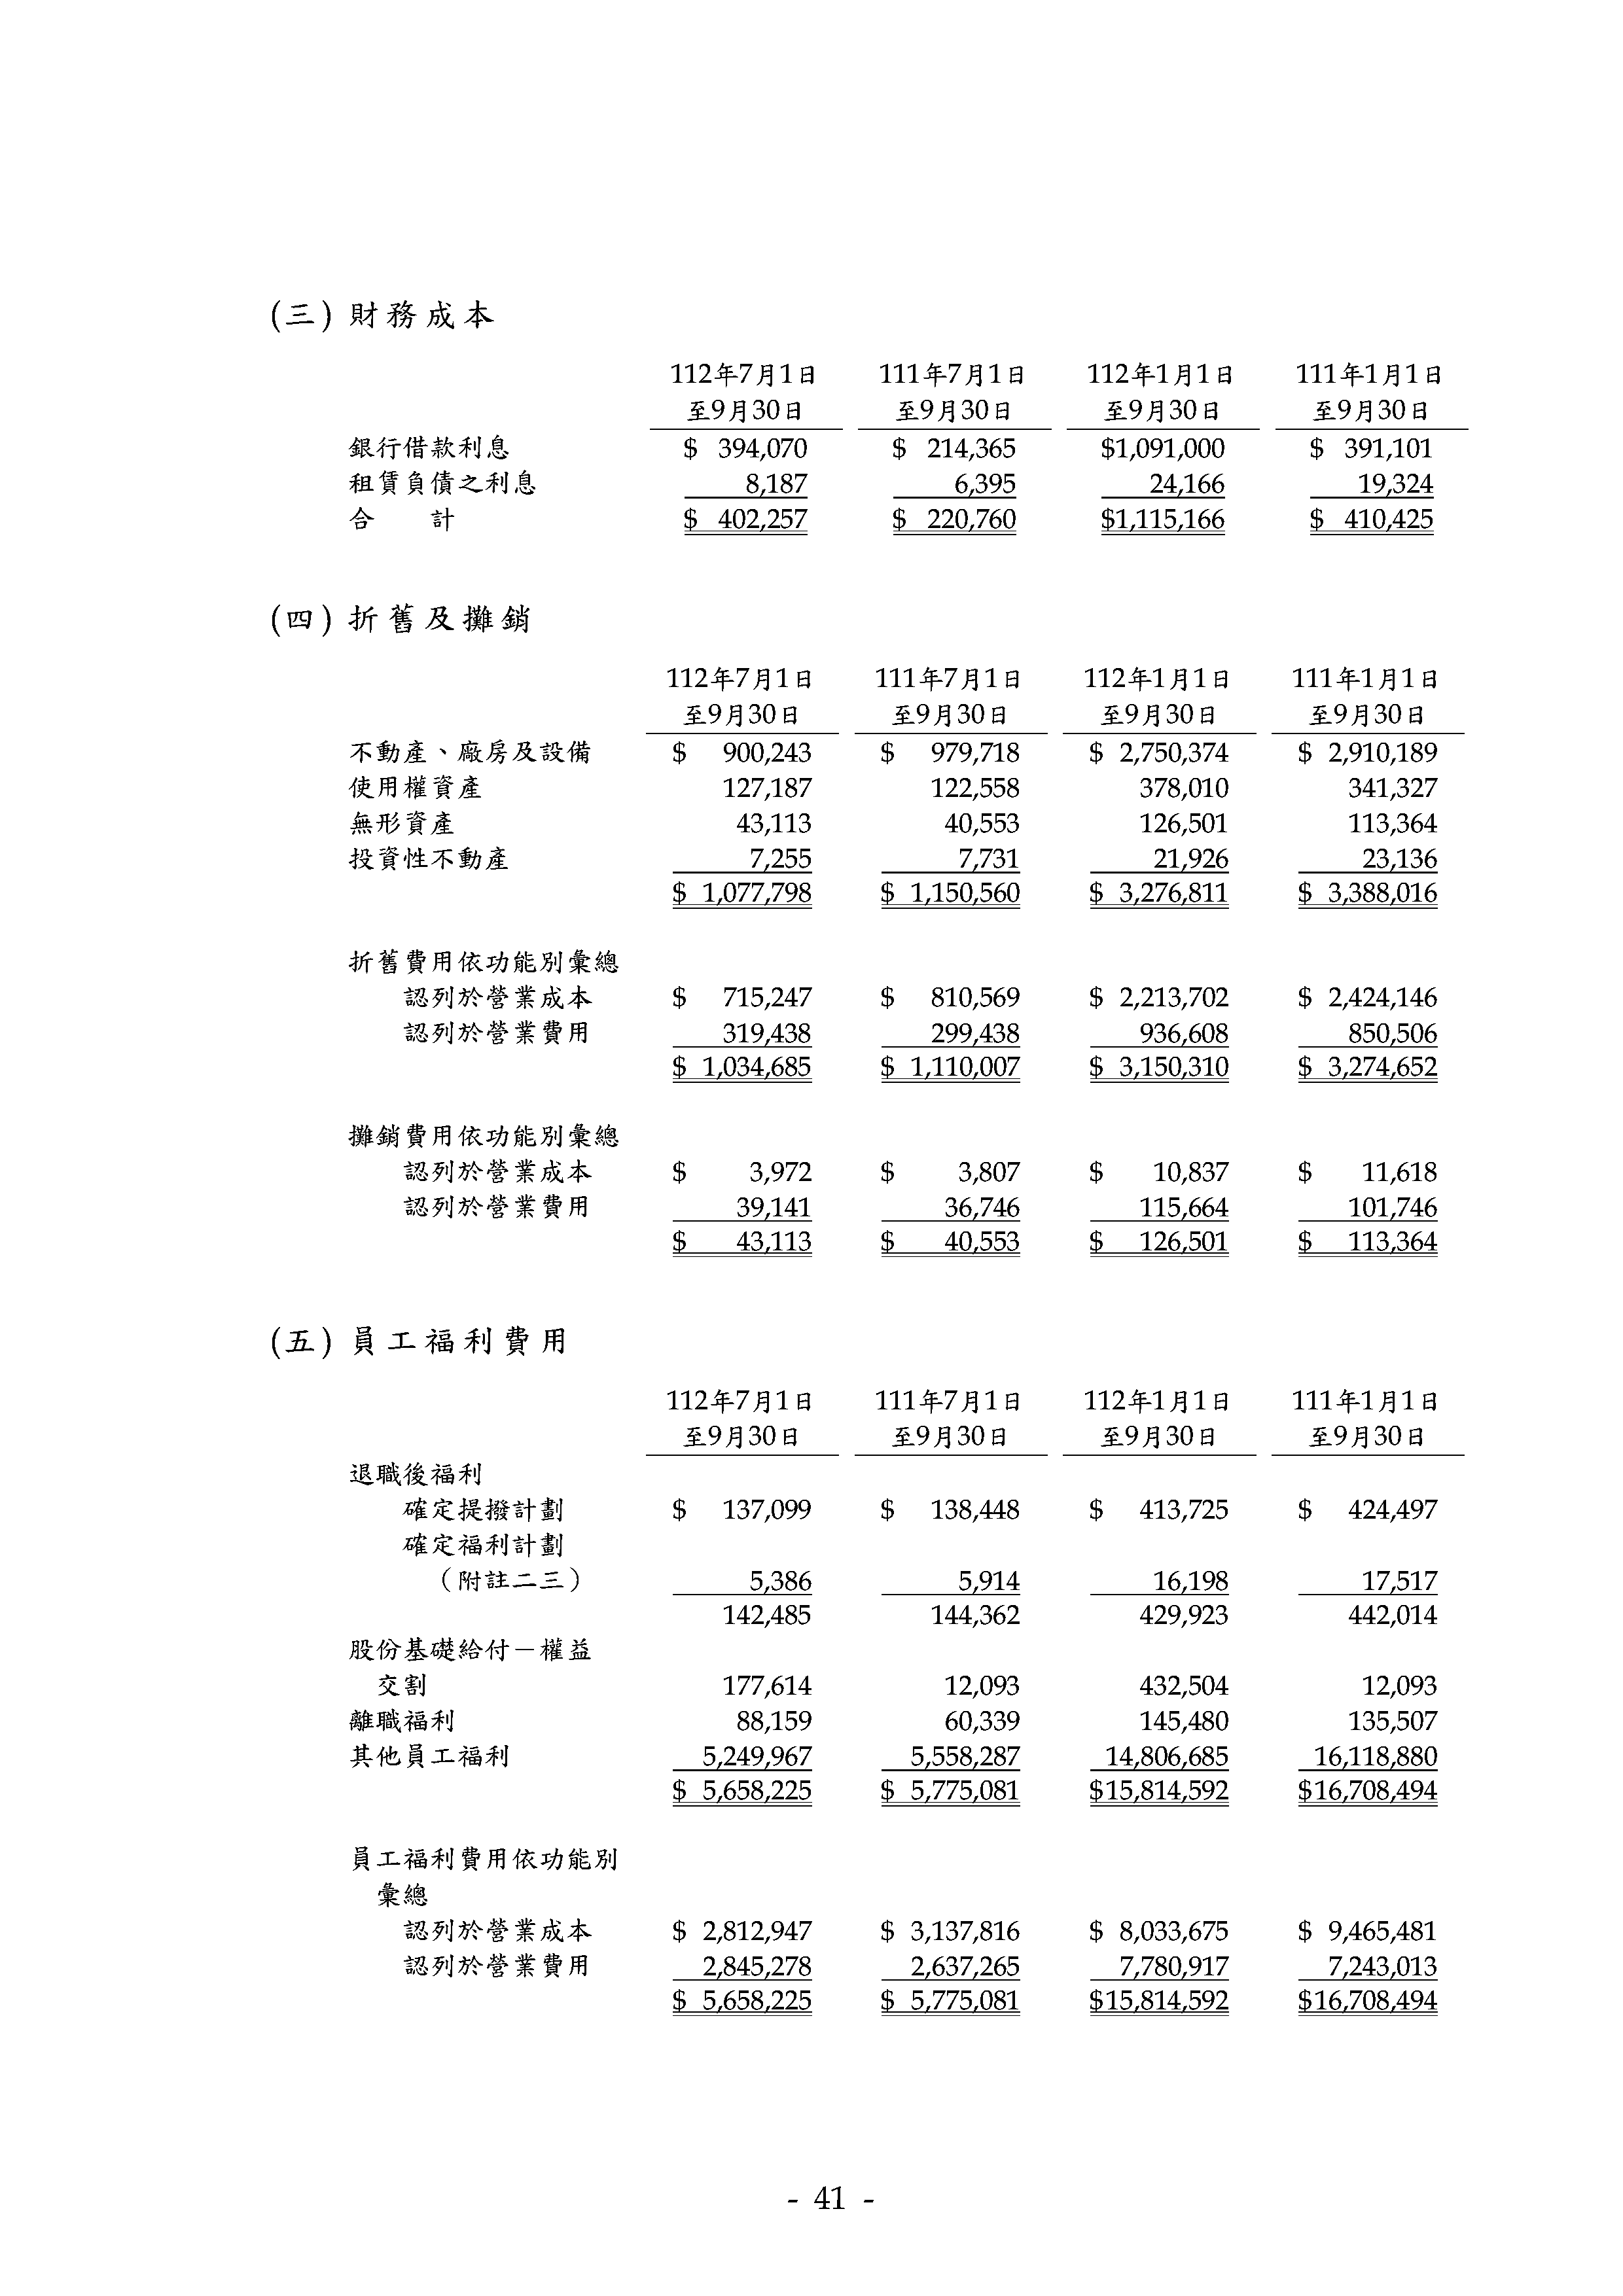 (三) 財務成本
112年7月1日 111年7月1日 112年1月1日 111年1月1日
至9月30日 至9月30日 至9月30日 至9月30日
銀行借款利息 $ 394,070 $ 214,365 $1,091,000 $ 391,101
租賃負債之利息 8,187 6,395 24,166 19,324
合 計 $ 402,257 $ 220,760 $1,115,166 $ 410,425
(四) 折舊及攤銷
112年7月1日 111年7月1日 112年1月1日 111年1月1日
至9月30日 至9月30日 至9月30日 至9月30日
不動產、廠房及設備 $ 900,243 $ 979,718 $ 2,750,374 $ 2,910,189
使用權資產 127,187 122,558 378,010 341,327
無形資產 43,113 40,553 126,501 113,364
投資性不動產 7,255 7,731 21,926 23,136
$ 1,077,798 $ 1,150,560 $ 3,276,811 $ 3,388,016
折舊費用依功能別彙總
認列於營業成本 $ 715,247 $ 810,569 $ 2,213,702 $ 2,424,146
認列於營業費用 319,438 299,438 936,608 850,506
$ 1,034,685 $ 1,110,007 $ 3,150,310 $ 3,274,652
攤銷費用依功能別彙總
認列於營業成本 $ 3,972 $ 3,807 $ 10,837 $ 11,618
認列於營業費用 39,141 36,746 115,664 101,746
$ 43,113 $ 40,553 $ 126,501 $ 113,364
(五) 員工福利費用
112年7月1日 111年7月1日 112年1月1日 111年1月1日
至9月30日 至9月30日 至9月30日 至9月30日
退職後福利
確定提撥計劃 $ 137,099 $ 138,448 $ 413,725 $ 424,497
確定福利計劃
（附註二三） 5,386 5,914 16,198 17,517
142,485 144,362 429,923 442,014
股份基礎給付－權益
交割 177,614 12,093 432,504 12,093
離職福利 88,159 60,339 145,480 135,507
其他員工福利 5,249,967 5,558,287 14,806,685 16,118,880
$ 5,658,225 $ 5,775,081 $15,814,592 $16,708,494
員工福利費用依功能別
彙總
認列於營業成本 $ 2,812,947 $ 3,137,816 $ 8,033,675 $ 9,465,481
認列於營業費用 2,845,278 2,637,265 7,780,917 7,243,013
$ 5,658,225 $ 5,775,081 $15,814,592 $16,708,494
- 41 -